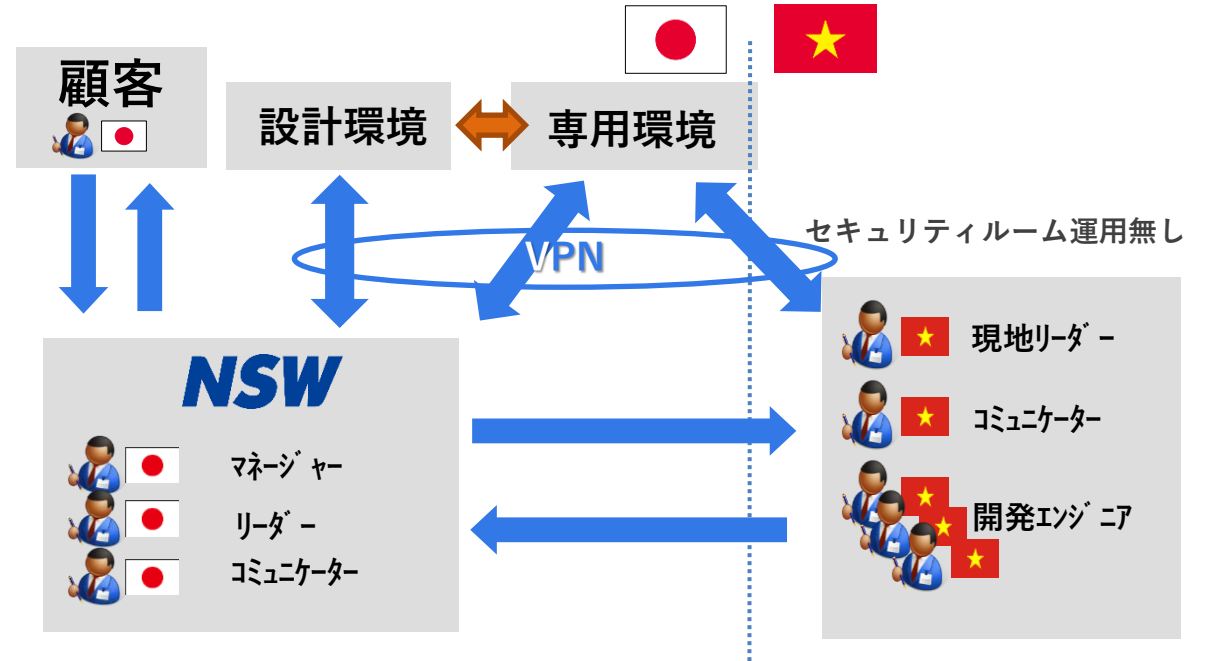 顧客
設計環境
専用環境
セキュリティルーム運用無し
VPN
NSW
ﾏﾈｰｼﾞｬｰ
ﾘｰﾀﾞｰ
ｺﾐｭﾆｹｰﾀｰ
現地ﾘｰﾀﾞｰ
ｺﾐｭﾆｹｰﾀｰ
開発ｴﾝｼﾞﾆｱ